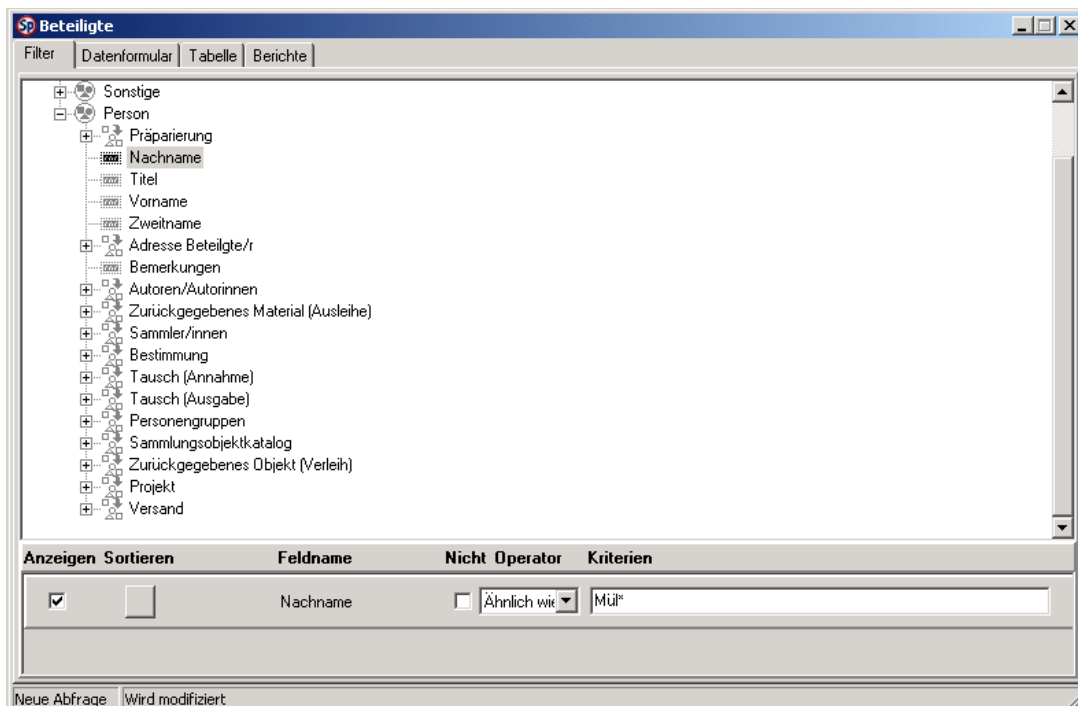 Beteiligte
Filter Datenformular Tabelle Berichte
Sonstige
Person
Präparierung
Nachname
Titel
Vorname
Zweitname
Adresse Beteilgte/r
Bemerkungen
Autoren/Autorinnen
Zurückgegebenes Material (Ausleihe)
Sammler/innen
Bestimmung
Tausch (Annahme)
Tausch (Ausgabe)
Personengruppen
Sammlungsobjektkatalog
Zurückgegebenes Objekt (Verleih)
Projekt
Versand
Anzeigen Sortieren Feldname Nicht Operator Kriterien
Nachname Ähnlich wie Mül*
Neue Abfrage Wird modifiziert